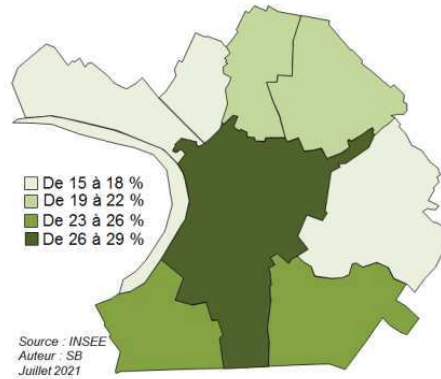 De 15 à 18 %
De 19 à 22 %
De 23 à 26 %
De 26 à 29 %
Source : INSEE
Auteur : SB
Juillet 2021